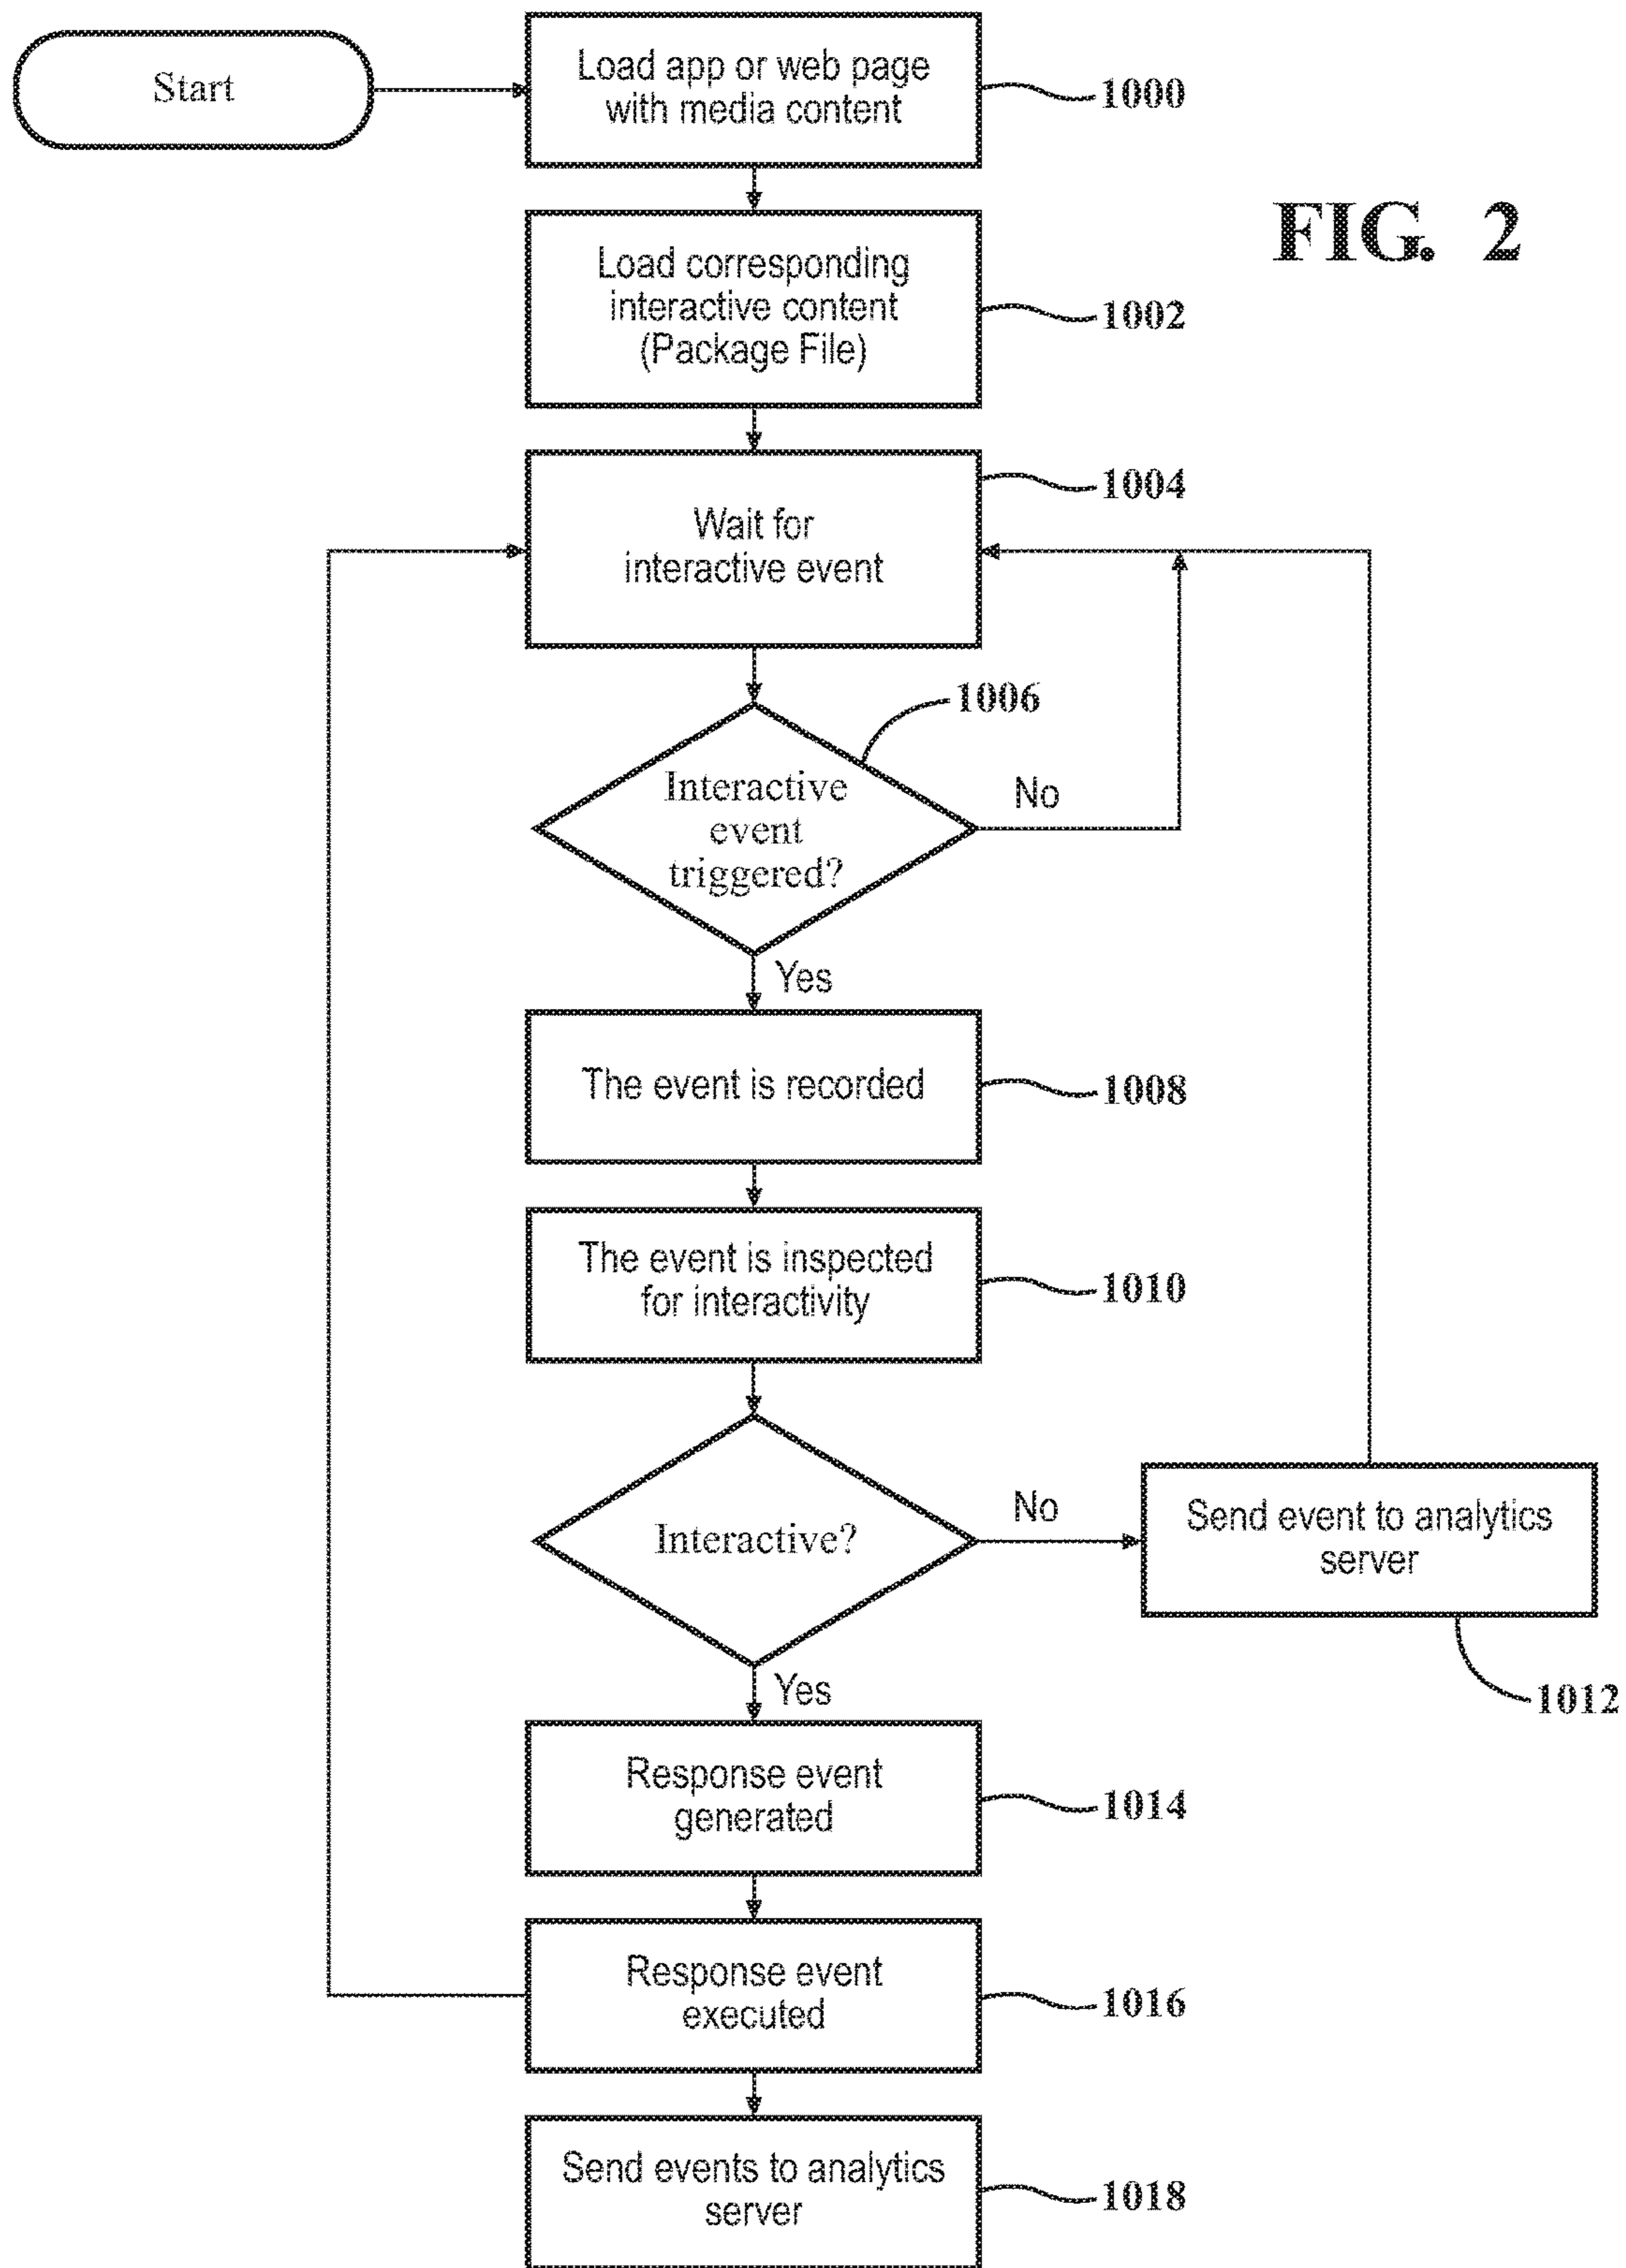 Start
Load app or web page
with media content
1000
FIG. 2
Load corresponding
interactive content
(Package File)
1002
1004
Wait for
interactive event
1006
Interactive
event
triggered?
No
Yes
The event is recorded
1008
The event is inspected
for interactivity
1010
Interactive?
No
Send event to analytics
server
1012
Yes
Response event
generated
1014
Response event
executed
1016
Send events to analytics
server
1018